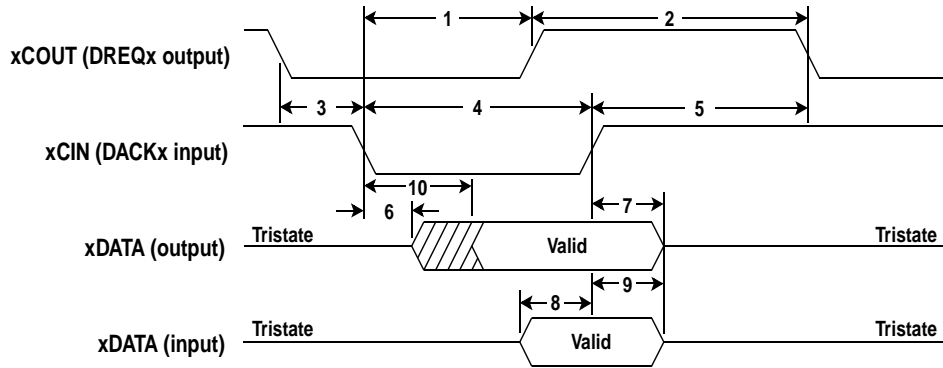 1
2
xCOUT (DREQx output)
3
4
5
xCIN (DACKx input)
10
6
7
Tristate
Valid
Tristate
xDATA (output)
8
9
Tristate
Valid
Tristate
xDATA (input)